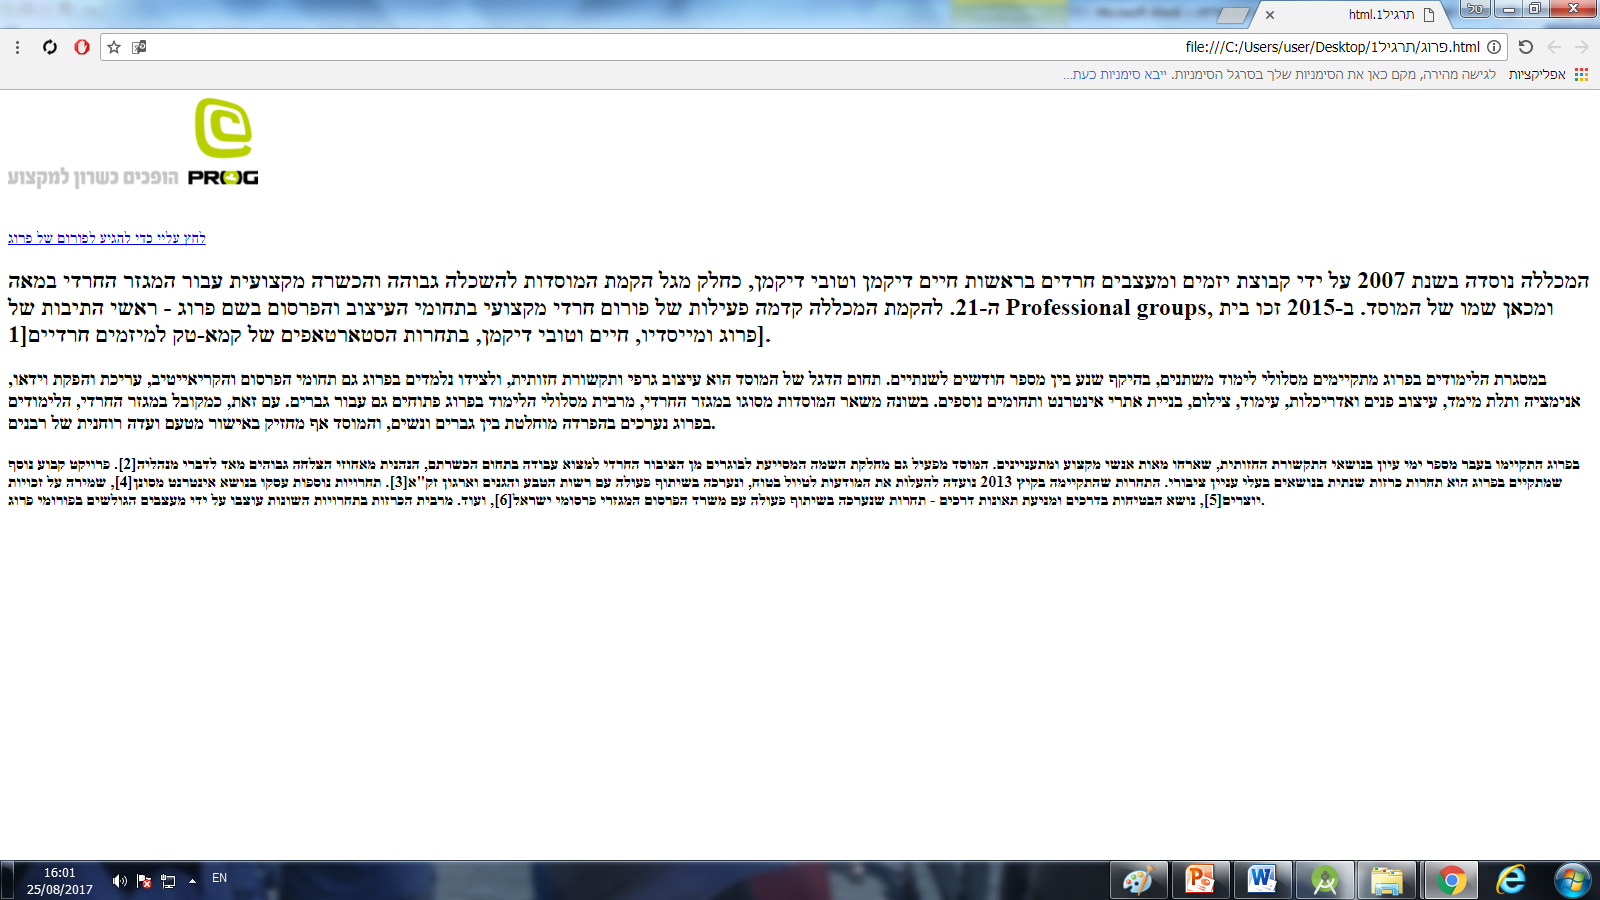 תרגיל1.html
טל
file:///C:/Users/user/Desktop/פרוג/תרגיל1.html
אפליקציות
לגישה מהירה, מקם כאן את הסימניות שלך בסרגל הסימניות. ייבא סימניות כעת...
PROG הופכים כשרון למקצוע
לחץ עליי כדי להגיע לפורום של פרוג
המכללה נוסדה בשנת 2007 על ידי קבוצת יזמים ומעצבים חרדים בראשות חיים דיקמן וטובי דיקמן, כחלק מגל הקמת המוסדות להשכלה גבוהה והכשרה מקצועית עבור המגזר החרדי במאה
ה-21. להקמת המכללה קדמה פעילות של פורום חרדי מקצועי בתחומי העיצוב והפרסום בשם פרוג - ראשי התיבות של Professional groups, ומכאן שמו של המוסד. ב-2015 זכו בית
פרוג ומייסדיו, חיים וטובי דיקמן, בתחרות הסטארטאפים של קמא-טק למיזמים חרדיים[1].
במסגרת הלימודים בפרוג מתקיימים מסלולי לימוד משתנים, בהיקף שנע בין מספר חודשים לשנתיים. תחום הדגל של המוסד הוא עיצוב גרפי ותקשורת חזותית, ולצידו נלמדים בפרוג גם תחומי הפרסום והקריאייטיב, עריכת והפקת וידאו,
אנימציה ותלת מימד, עיצוב פנים ואדריכלות, עימוד, צילום, בניית אתרי אינטרנט ותחומים נוספים. בשונה משאר המוסדות מסוגו במגזר החרדי, מרבית מסלולי הלימוד בפרוג פתוחים גם עבור גברים. עם זאת, כמקובל במגזר החרדי, הלימודים
בפרוג נערכים בהפרדה מוחלטת בין גברים ונשים, והמוסד אף מחזיק באישור מטעם ועדה רוחנית של רבנים.
בפרוג התקיימו בעבר מספר ימי עיון בנושאי התקשורת החזותית, שארחו מאות אנשי מקצוע ומתעניינים. המוסד מפעיל גם מחלקת השמה המסייעת לבוגרים מן הציבור החרדי למצוא עבודה בתחום הכשרתם, הנהנית מאחוזי הצלחה גבוהים מאד לדברי מנהליה[2]. פרויקט קבוע נוסף
שמתקיים בפרוג הוא תחרות כרזות שנתית בנושאים בעלי עניין ציבורי. התחרות שהתקיימה בקיץ 2013 נועדה להעלות את המודעות לטיול בטוח, ונערכה בשיתוף פעולה עם רשות הטבע והגנים וארגון זק''א[3]. תחרויות נוספות עסקו בנושא אינטרנט מסונן[4], שמירה על זכויות
יוצרים[5], נושא הבטיחות בדרכים ומניעת תאונות דרכים - תחרות שנערכה בשיתוף פעולה עם משרד הפרסום המגזרי פרסומי ישראל[6], ועוד. מרבית הכרזות בתחרויות השונות עוצבו על ידי מעצבים הגולשים בפורומי פרוג.
EN
16:01
25/08/2017